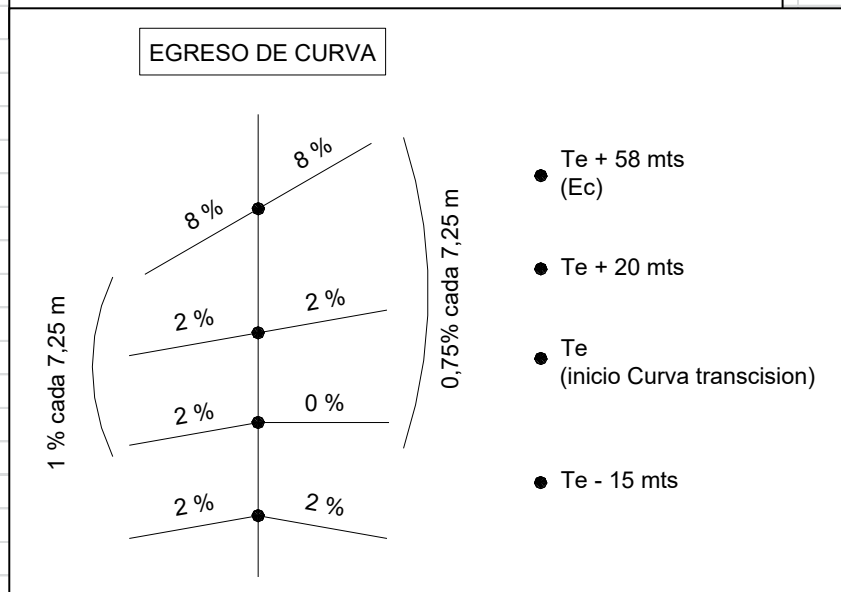 EGRESO DE CURVA
8 %
8 %
Te + 58 mts
(Ec)
2 %
2 %
Te + 20 mts
2 %
0 %
Te
(inicio Curva transcision)
2 %
2 %
Te - 15 mts
1 % cada 7,25 m
0,75% cada 7,25 m